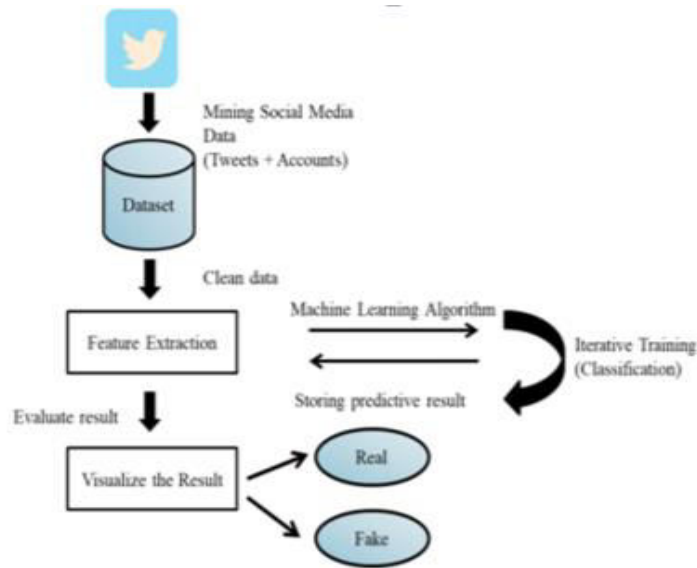 Mining Social Media
Data
(Tweets + Accounts)
Dataset
Clean data
Machine Learning Algorithm
Feature Extraction
Iterative Training
(Classification)
Storing predictive result
Evaluate result
Real
Visualize the Result
Fake